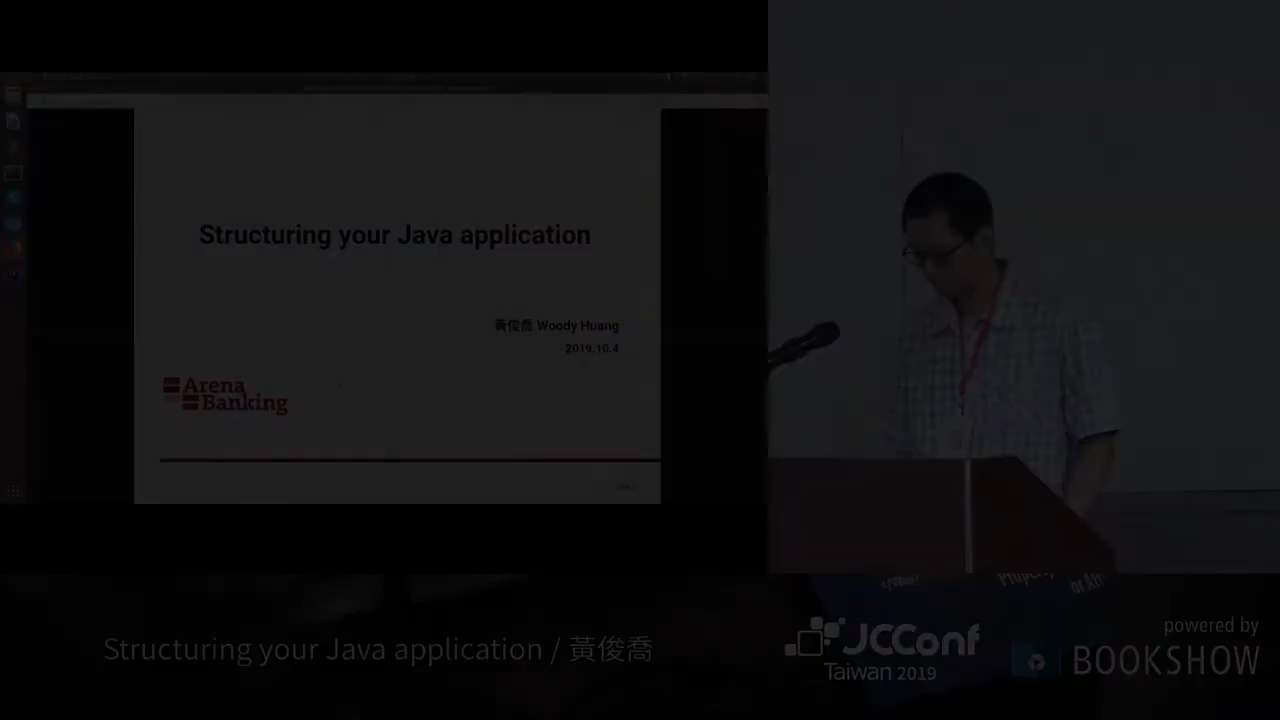 Structuring your Java application
黃俊喬 Woody Huang
2019.10.4
Arena
Banking
Structuring your Java application / 黃俊喬
JCConf
Taiwan 2019
powered by
BOOKSHOW